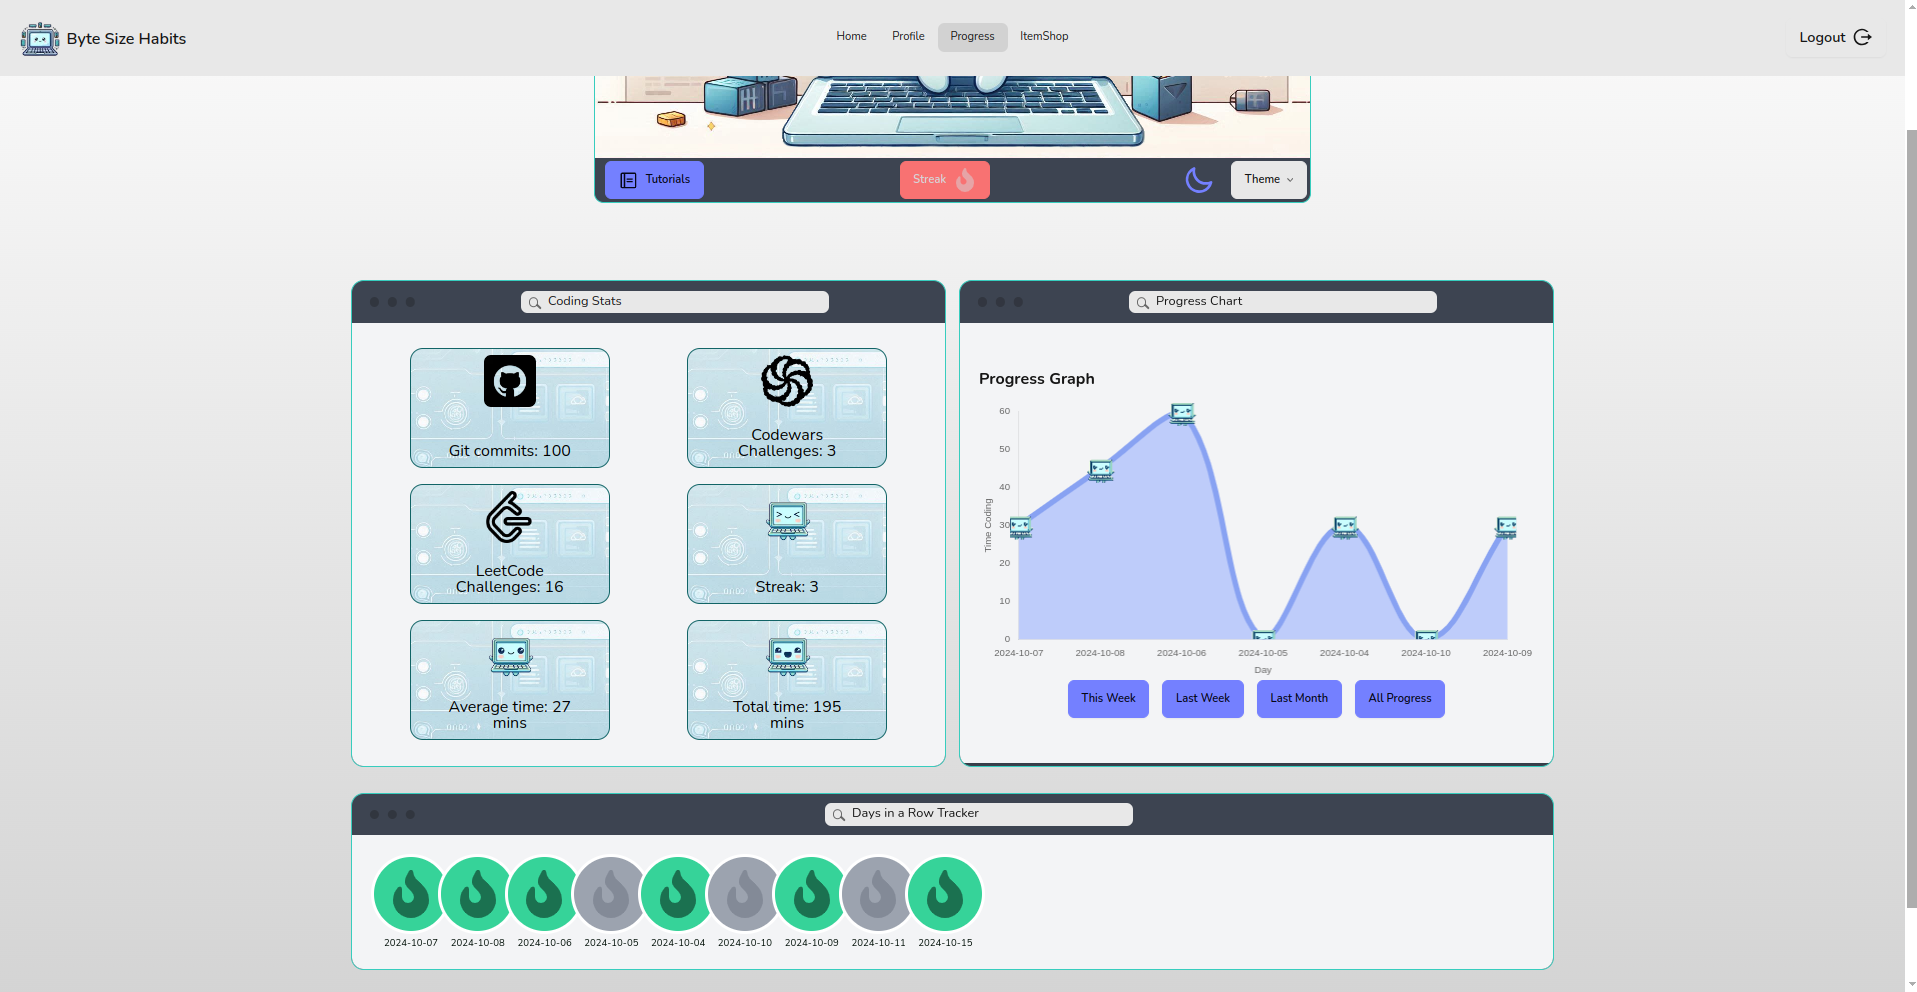 Byte Size Habits
Home Profile Progress ItemShop
Logout
Tutorials
Streak
Theme
Coding Stats
Git commits: 100
Codewars
Challenges: 3
LeetCode
Challenges: 16
Streak: 3
Average time: 27
mins
Total time: 195
mins
Progress Chart
Progress Graph
60
50
40
30
20
10
0
Time Coding
2024-10-07 2024-10-08 2024-10-06 2024-10-05 2024-10-04 2024-10-10 2024-10-09
Day
This Week Last Week Last Month All Progress
Days in a Row Tracker
2024-10-07 2024-10-08 2024-10-06 2024-10-05 2024-10-04 2024-10-10 2024-10-09 2024-10-11 2024-10-15